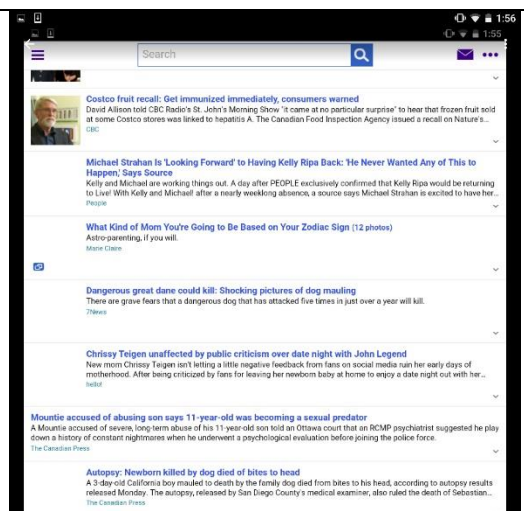 1:56
1:55
Search
Costco fruit recall: Get immunized immediately, consumers warned
David Allison told CBC Radio's St. John's Morning Show "it came at no particular surprise" to hear that frozen fruit sold
at some Costco stores was linked to hepatitis A. The Canadian Food Inspection Agency issued a recall on Nature's...
CBC
Michael Strahan Is 'Looking Forward' to Having Kelly Ripa Back: 'He Never Wanted Any of This to
Happen,' Says Source
Kelly and Michael are working things out. A day after PEOPLE exclusively confirmed that Kelly Ripa would be returning
to Live! With Kelly and Michael! after a nearly weeklong absence, a source says Michael Strahan is excited to have her...
People
What Kind of Mom You're Going to Be Based on Your Zodiac Sign (12 photos)
Astro-parenting, if you will.
Marie Claire
Dangerous great dane could kill: Shocking pictures of dog mauling
There are grave fears that a dangerous dog that has attacked five times in just over a year will kill.
7News
Chrissy Teigen unaffected by public criticism over date night with John Legend
New mom Chrissy Teigen isn't letting a little negative feedback from fans on social media ruin her early days of
motherhood. After being criticized by fans for leaving her newborn baby at home to enjoy a date night out with her...
hello!
Mountie accused of abusing son says 11-year-old was becoming a sexual predator
A Mountie accused of severe, long-term abuse of his 11-year-old son told an Ottawa court that an RCMP psychiatrist suggested he play
down a history of constant nightmares when he underwent a psychological evaluation before joining the police force.
The Canadian Press
Autopsy: Newborn killed by dog died of bites to head
A 3-day-old California boy mauled to death by the family dog died from bites to his head, according to autopsy results
released Monday. The autopsy, released by San Diego County's medical examiner, also ruled the death of Sebastian...
The Canadian Press